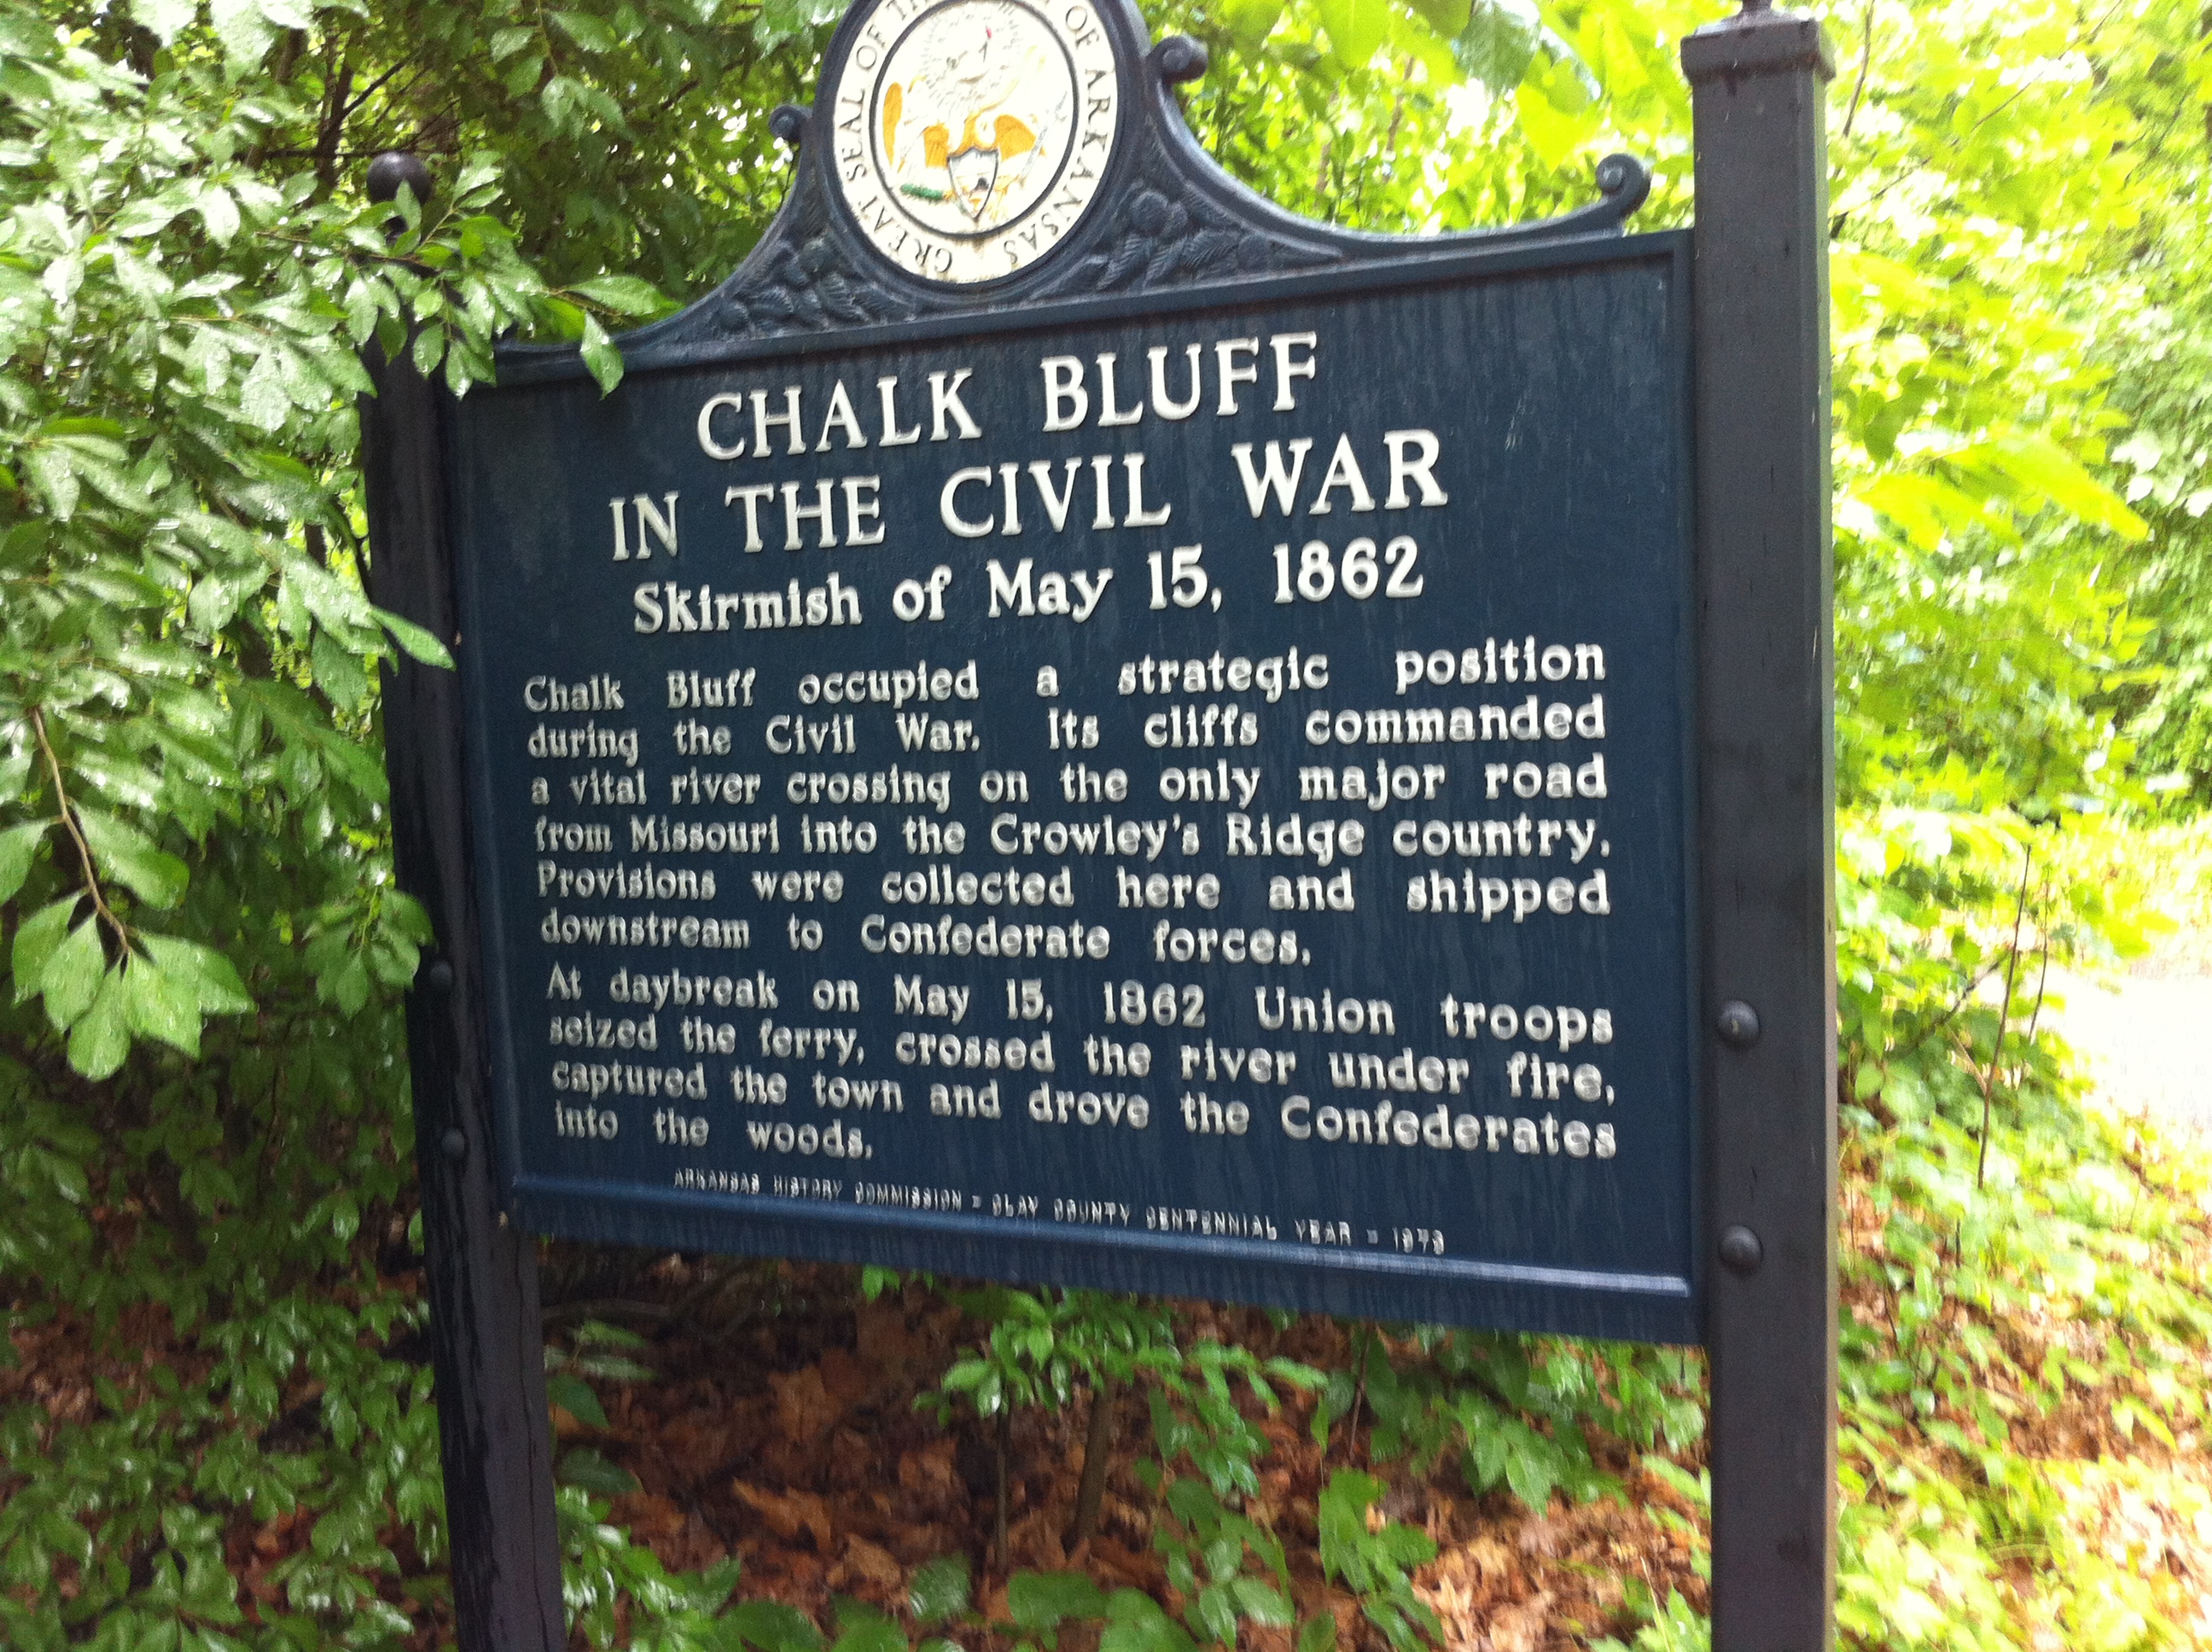 GREAT SEAL OF THE OF ARKANSAS
CHALK BLUFF
IN THE CIVIL WAR
Skirmish of May 15, 1862
Chalk Bluff occupied a strategic position
during the Civil War. Its cliffs commanded
a vital river crossing on the only major road
from Missouri into the Crowley's Ridge country.
Provisions were collected here and shipped
downstream to Confederate forces.
At daybreak on May 15, 1862 Union troops
seized the ferry, crossed the river under fire,
captured the town and drove the Confederates
into the woods.
ARKANSAS HISTORY COMMISSION = CLAY COUNTY CENTENNIAL YEAR =